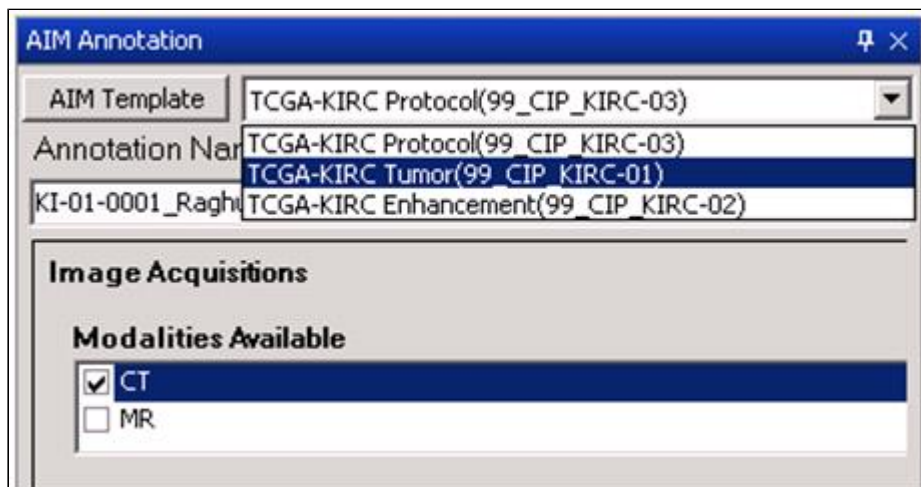 AIM Annotation
AIM Template TCGA-KIRC Protocol(99_CIP_KIRC-03)
Annotation Nar TCGA-KIRC Protocol(99_CIP_KIRC-03)
TCGA-KIRC Tumor(99_CIP_KIRC-01)
KI-01-0001_Raghu TCGA-KIRC Enhancement(99_CIP_KIRC-02)
Image Acquisitions
Modalities Available
CT
MR